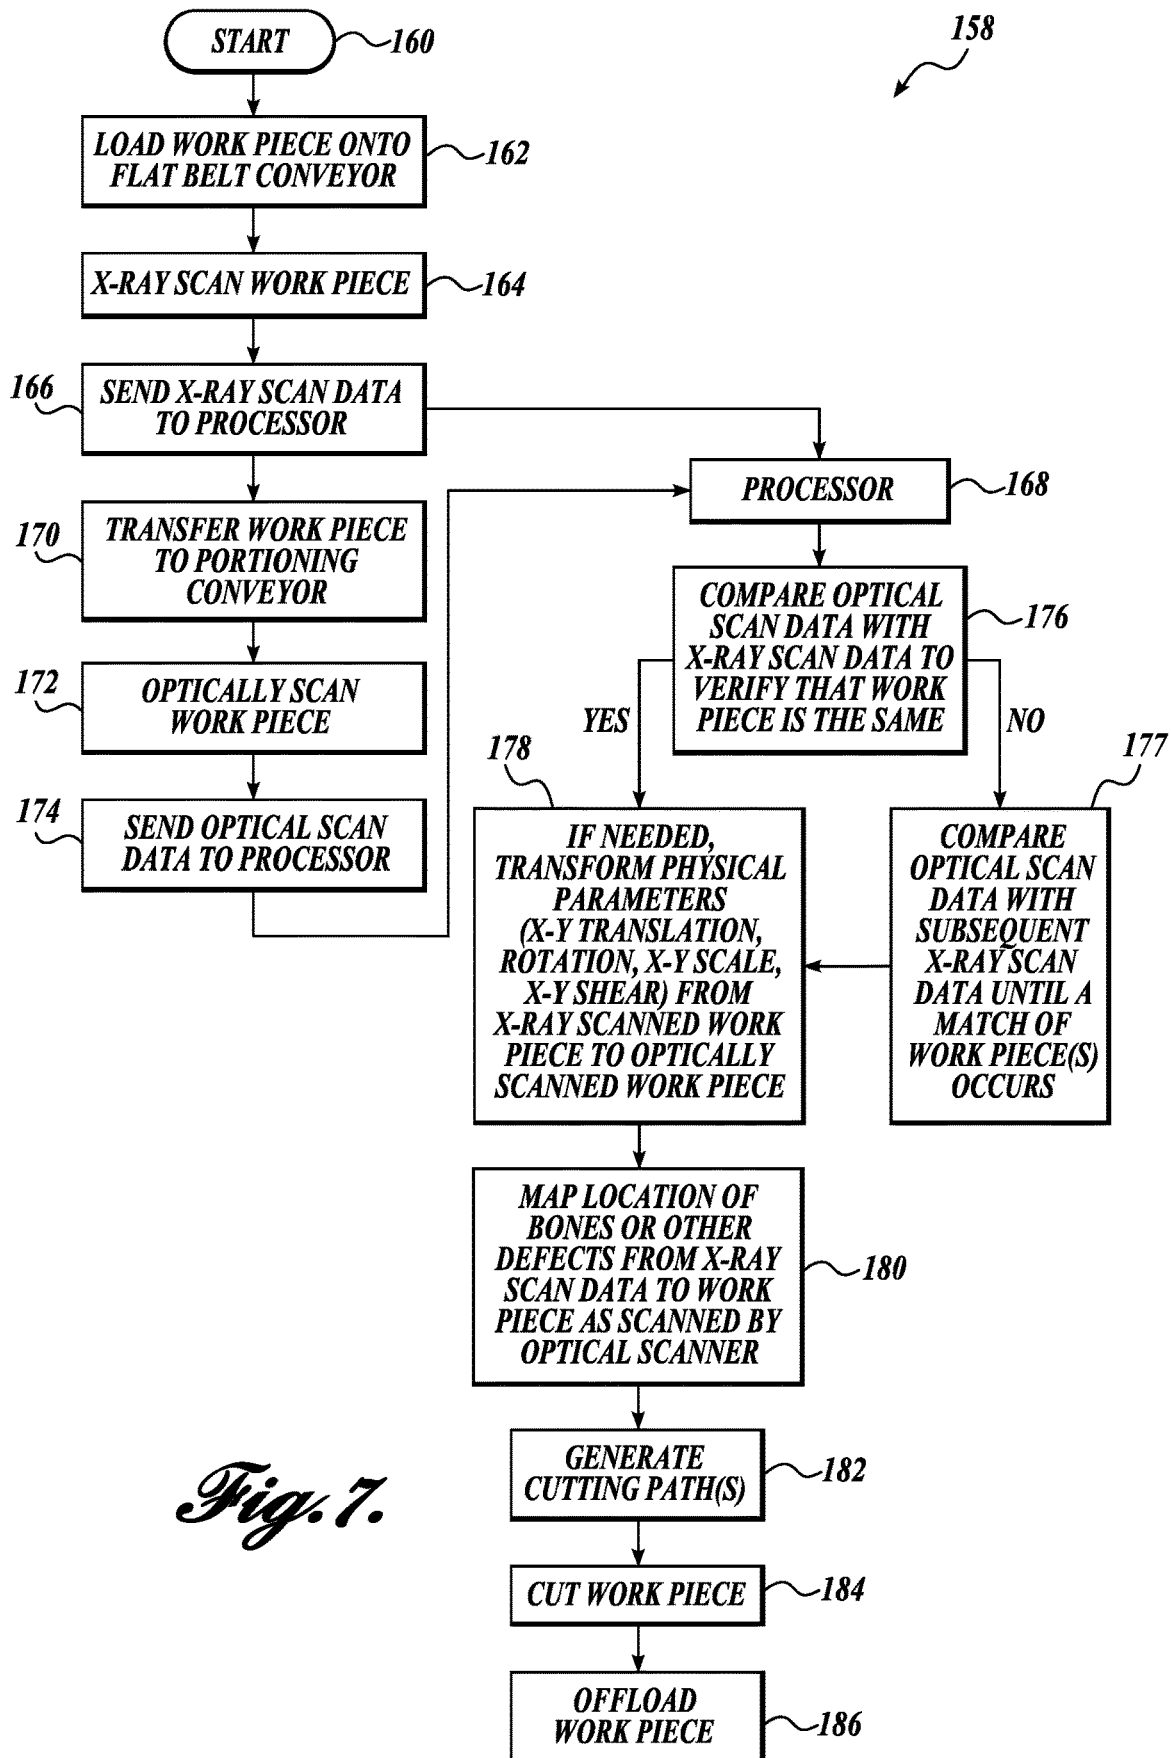 START
160
158
LOAD WORK PIECE ONTO
FLAT BELT CONVEYOR
162
X-RAY SCAN WORK PIECE
164
166
SEND X-RAY SCAN DATA
TO PROCESSOR
PROCESSOR
168
170
TRANSFER WORK PIECE
TO PORTIONING
CONVEYOR
172
OPTICALLY SCAN
WORK PIECE
174
SEND OPTICAL SCAN
DATA TO PROCESSOR
COMPARE OPTICAL
SCAN DATA WITH
X-RAY SCAN DATA TO
VERIFY THAT WORK
PIECE IS THE SAME
176
YES
NO
178
IF NEEDED,
TRANSFORM PHYSICAL
PARAMETERS
(X-Y TRANSLATION,
ROTATION, X-Y SCALE,
X-Y SHEAR) FROM
X-RAY SCANNED WORK
PIECE TO OPTICALLY
SCANNED WORK PIECE
177
COMPARE
OPTICAL SCAN
DATA WITH
SUBSEQUENT
X-RAY SCAN
DATA UNTIL A
MATCH OF
WORK PIECE(S)
OCCURS
MAP LOCATION OF
BONES OR OTHER
DEFECTS FROM X-RAY
SCAN DATA TO WORK
PIECE AS SCANNED BY
OPTICAL SCANNER
180
GENERATE
CUTTING PATH(S)
182
CUT WORK PIECE
184
OFFLOAD
WORK PIECE
186
Fig. 7.